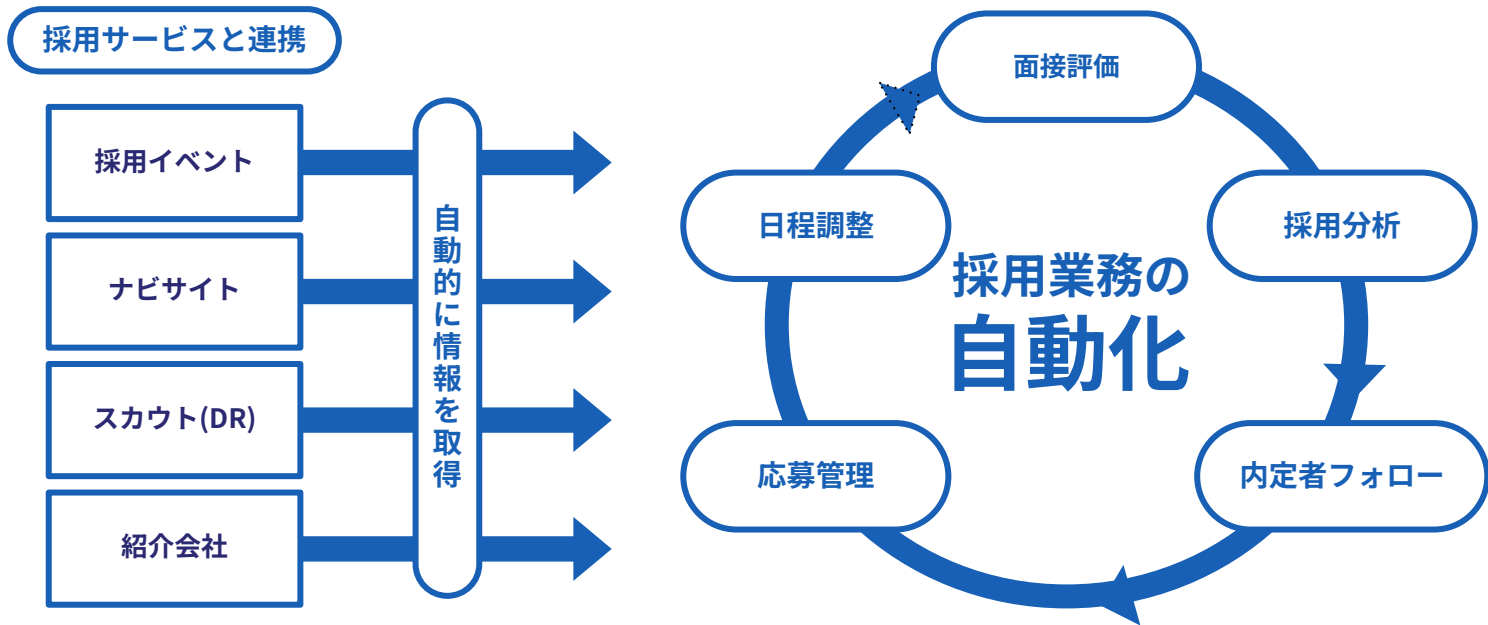 採用サービスと連携
採用イベント
ナビサイト
スカウト(DR)
紹介会社
自動的に情報を取得
面接評価
日程調整
採用分析
採用業務の
自動化
応募管理
内定者フォロー